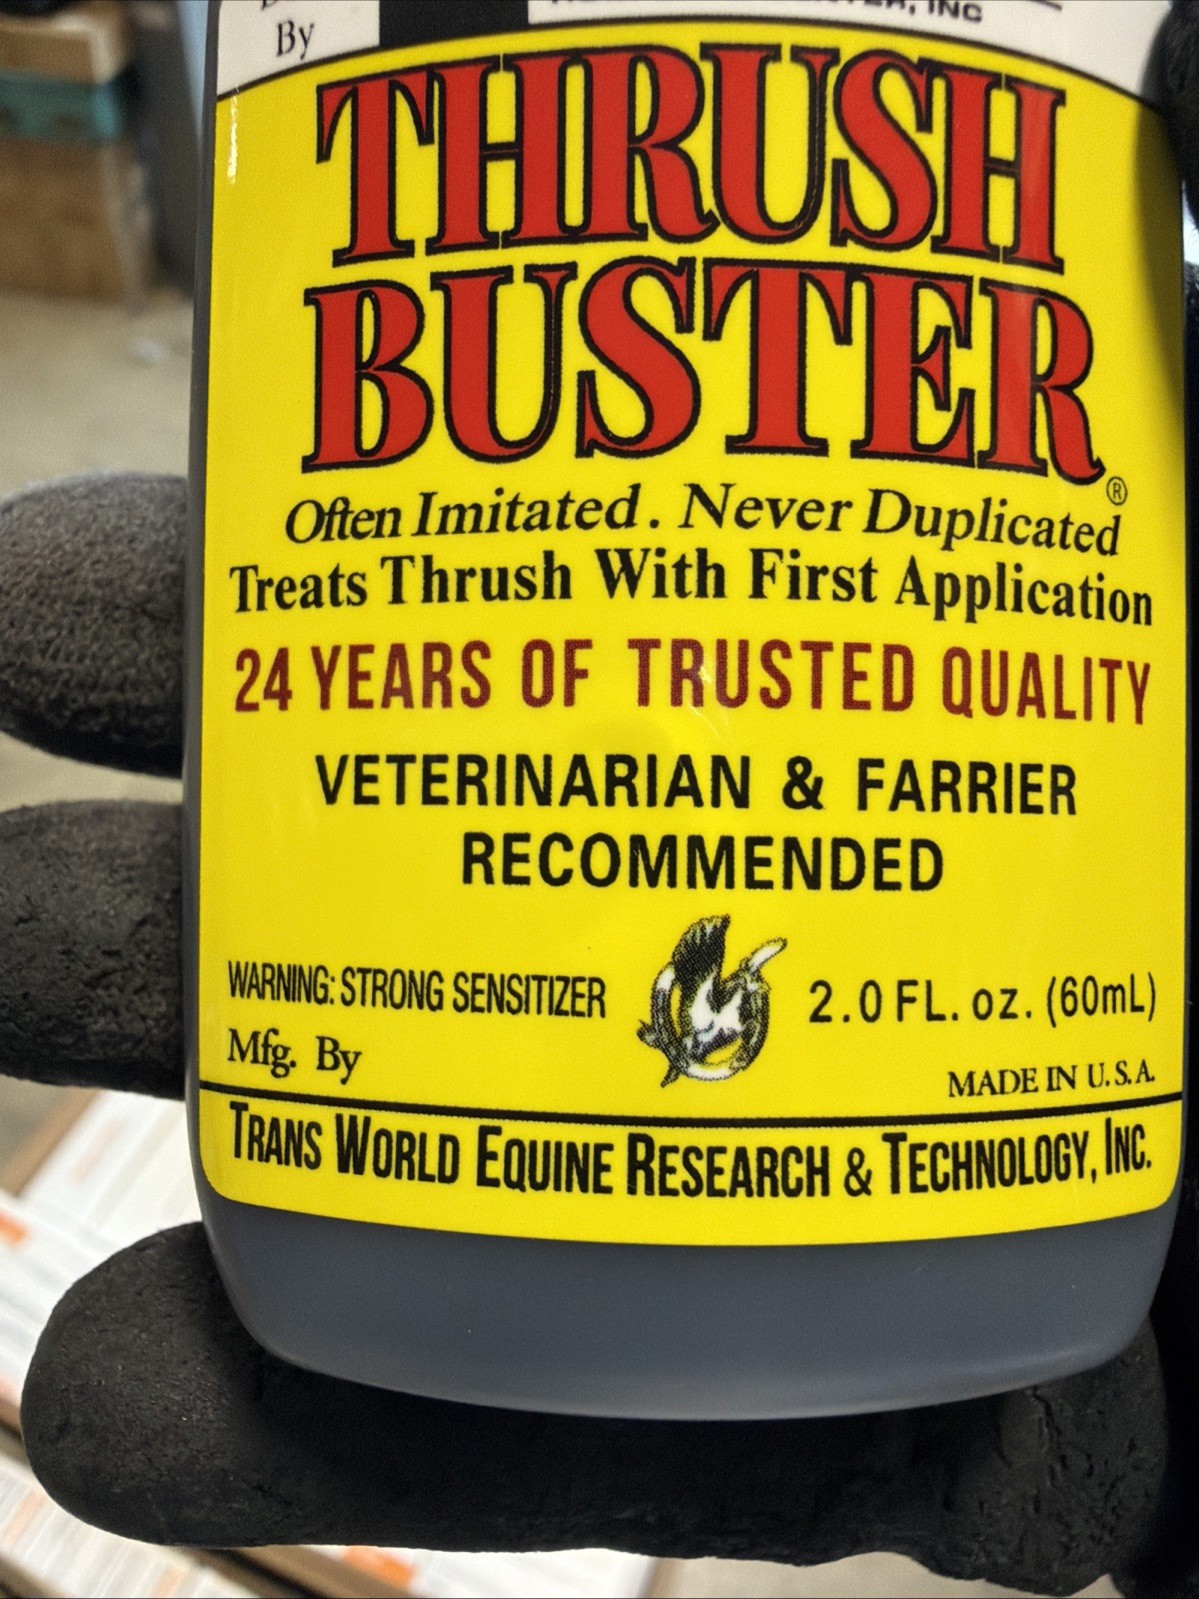 By
INC
THRUSH
BUSTER®
Often Imitated. Never Duplicated
Treats Thrush With First Application
24 YEARS OF TRUSTED QUALITY
VETERINARIAN & FARRIER
RECOMMENDED
WARNING: STRONG SENSITIZER
2.0 FL. oz. (60mL)
Mfg. By
MADE IN U.S.A.
TRANS WORLD EQUINE RESEARCH & TECHNOLOGY, INC.